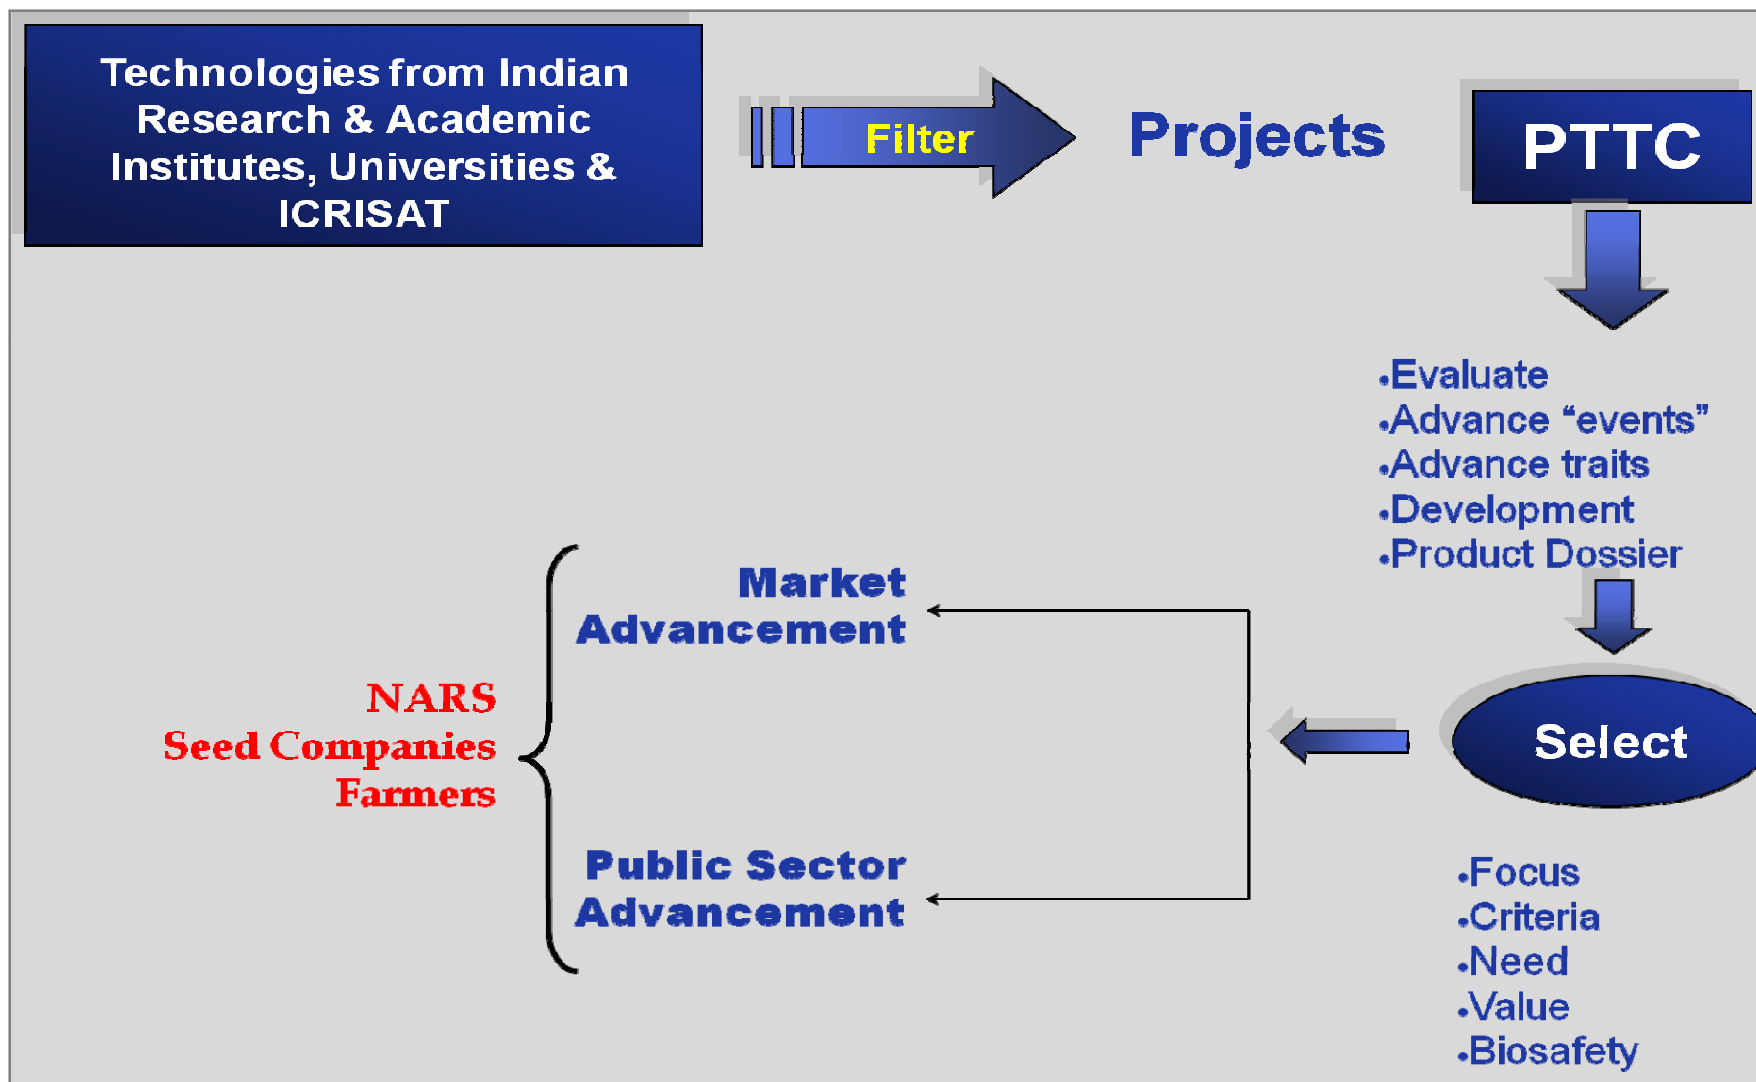 Technologies from Indian
Research & Academic
Institutes, Universities &
ICRISAT
Filter
Projects
PTTC
•Evaluate
•Advance “events”
•Advance traits
•Development
•Product Dossier
Select
•Focus
•Criteria
•Need
•Value
•Biosafety
Market
Advancement
Public Sector
Advancement
NARS
Seed Companies
Farmers